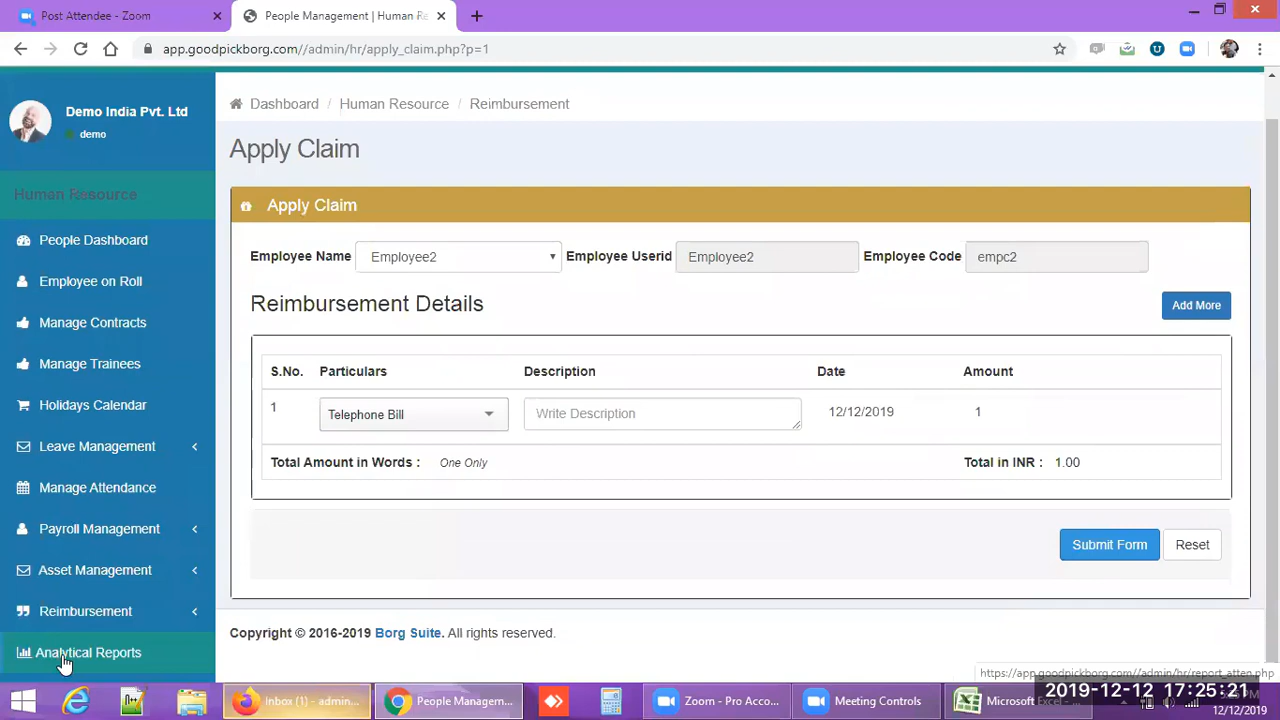 Post Attendee - Zoom
People Management | Human Re
app.goodpickborg.com//admin/hr/apply_claim.php?p=1
Demo India Pvt. Ltd
demo
Human Resource
People Dashboard
Employee on Roll
Manage Contracts
Manage Trainees
Holidays Calendar
Leave Management
Manage Attendance
Payroll Management
Asset Management
Reimbursement
Analytical Reports
Dashboard / Human Resource / Reimbursement
Apply Claim
Apply Claim
Employee Name Employee2 Employee Userid Employee2 Employee Code empc2
Reimbursement Details Add More
S.No. Particulars Description Date Amount
1 Telephone Bill Write Description 12/12/2019 1
Total Amount in Words : One Only Total in INR : 1.00
Submit Form Reset
Copyright © 2016-2019 Borg Suite. All rights reserved.
https://app.goodpickborg.com//admin/hr/report_atten.php
Inbox (1) - admin...
People Managem...
Zoom - Pro Acco...
Meeting Controls
Microsoft Excel - ...
2019-12-12 17:25:21
12/12/2019